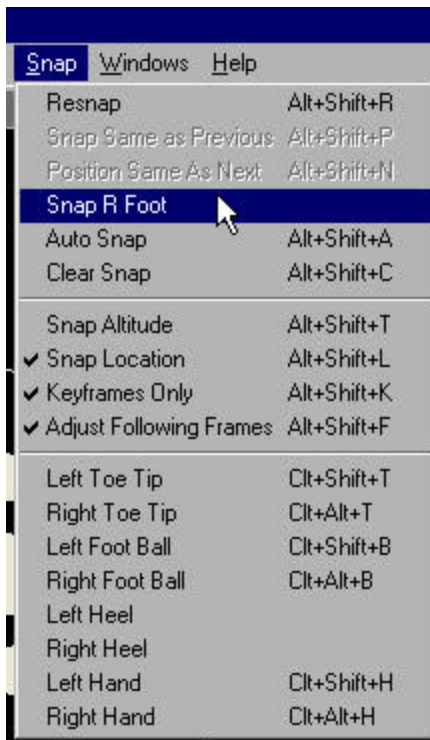 Snap Windows Help
Resnap Alt+Shift+R
Snap Same as Previous Alt+Shift+P
Position Same As Next Alt+Shift+N
Snap R Foot
Auto Snap Alt+Shift+A
Clear Snap Alt+Shift+C
Snap Altitude Alt+Shift+T
Snap Location Alt+Shift+L
Keyframes Only Alt+Shift+K
Adjust Following Frames Alt+Shift+F
Left Toe Tip Clt+Shift+T
Right Toe Tip Clt+Alt+T
Left Foot Ball Clt+Shift+B
Right Foot Ball Clt+Alt+B
Left Heel
Right Heel
Left Hand Clt+Shift+H
Right Hand Clt+Alt+H